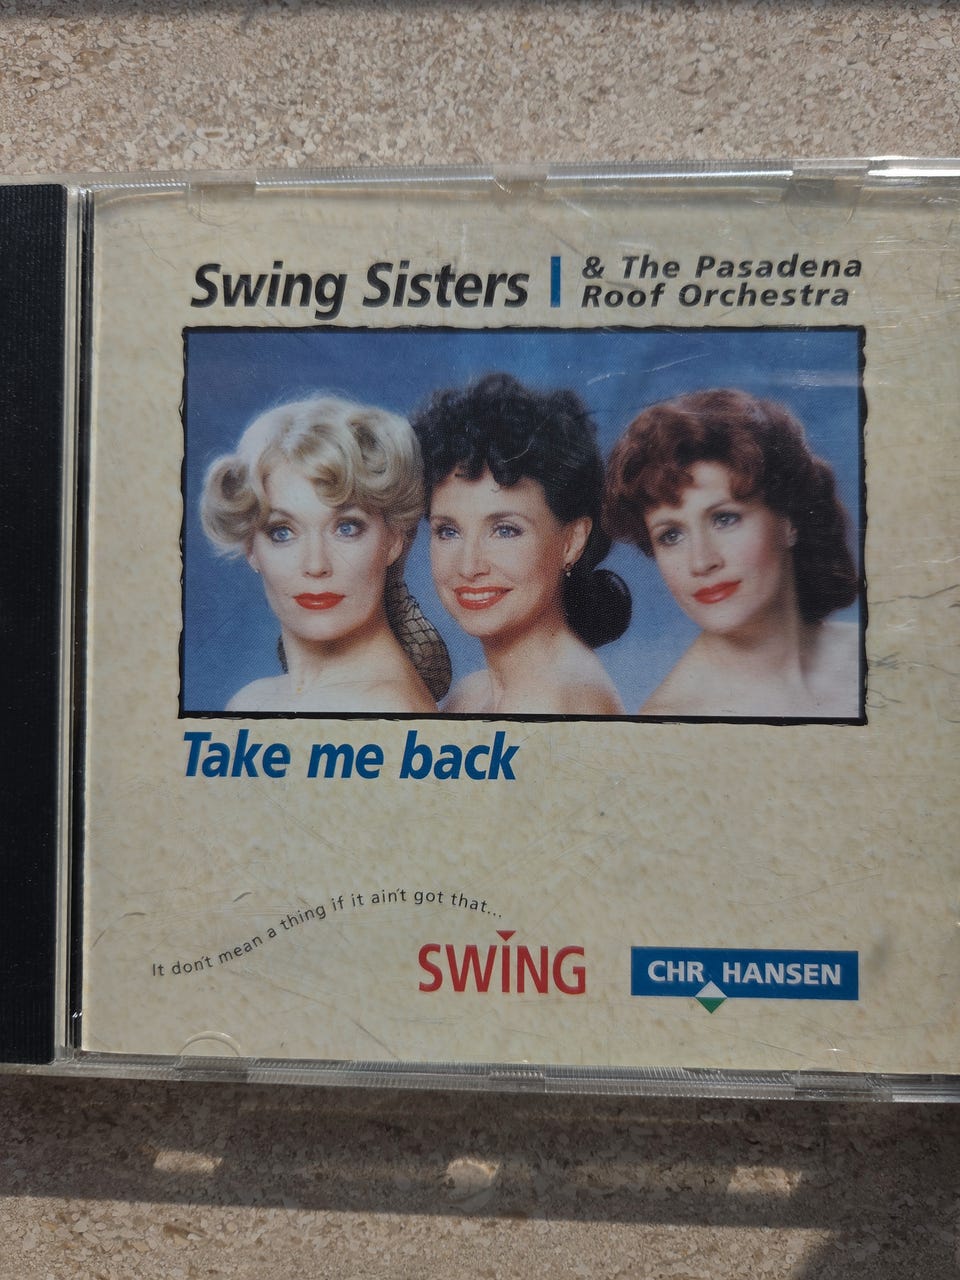 Swing Sisters
& The Pasadena
Roof Orchestra
Take me back
It don't mean a thing if it ain't got that...
SWING
CHR HANSEN